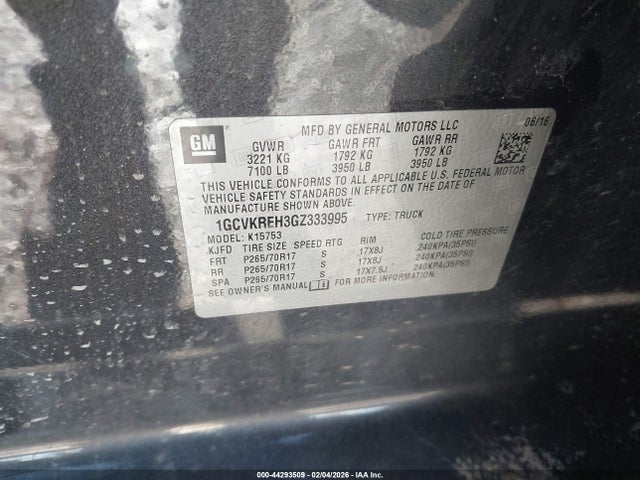 GM
MFD BY GENERAL MOTORS LLC 06/16
GVWR GAWR FRT GAWR RR
3221 KG 1792 KG 1792 KG
7100 LB 3950 LB 3950 LB
THIS VEHICLE CONFORMS TO ALL APPLICABLE U.S. FEDERAL MOTOR
VEHICLE SAFETY STANDARDS IN EFFECT ON THE DATE OF
MANUFACTURE SHOWN ABOVE.
1GCVKREH3GZ333995 TYPE: TRUCK
MODEL: K15753
KJFD TIRE SIZE SPEED RTG RIM COLD TIRE PRESSURE
FRT P265/70R17 S 17X8J 240KPA(35PSI)
RR P265/70R17 S 17X8J 240KPA(35PSI)
SPA P265/70R17 S 17X7.5J 240KPA(35PSI)
SEE OWNER'S MANUAL FOR MORE INFORMATION.
000-44293509 - 02/04/2026 - IAA Inc.